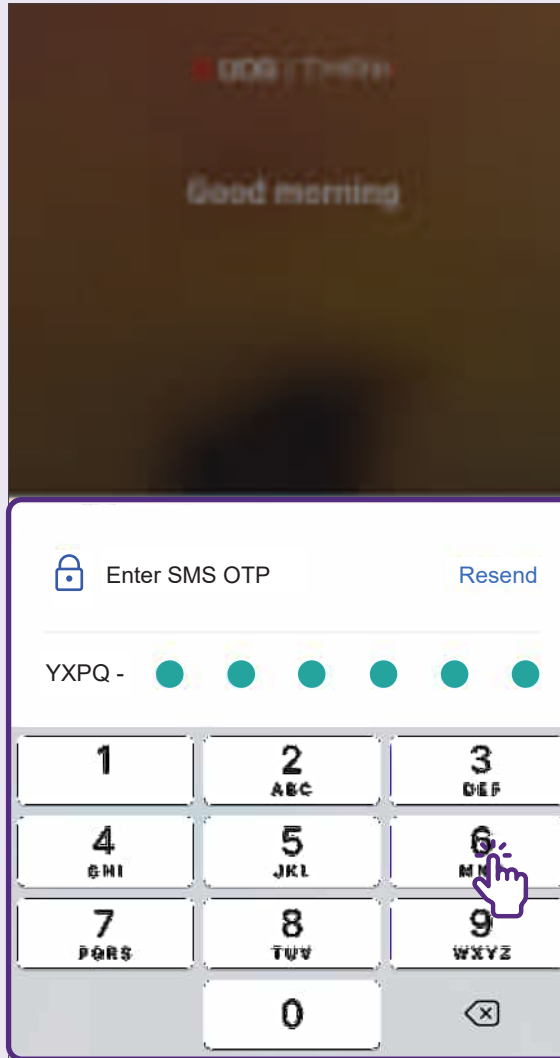 Good morning
Enter SMS OTP Resend
YXPQ -
1 2 3
ABC DEF
4 5 6
GHI JKL
7 8 9
PQRS TUV WXYZ
0